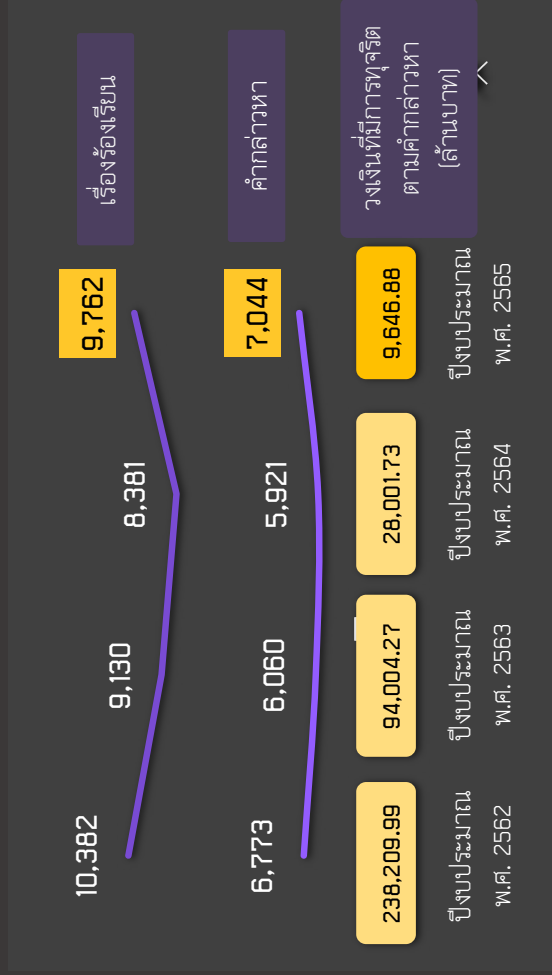 เรื่องร้องเรียน
10,382
9,130
8,381
9,762
คำกล่าวหา
6,773
6,060
5,921
7,044
วงเงินที่มีการทุจริต
ตามคำกล่าวหา
(ล้านบาท)
238,209.99
94,004.27
28,001.73
9,646.88
ปีงบประมาณ
พ.ศ. 2562
ปีงบประมาณ
พ.ศ. 2563
ปีงบประมาณ
พ.ศ. 2564
ปีงบประมาณ
พ.ศ. 2565